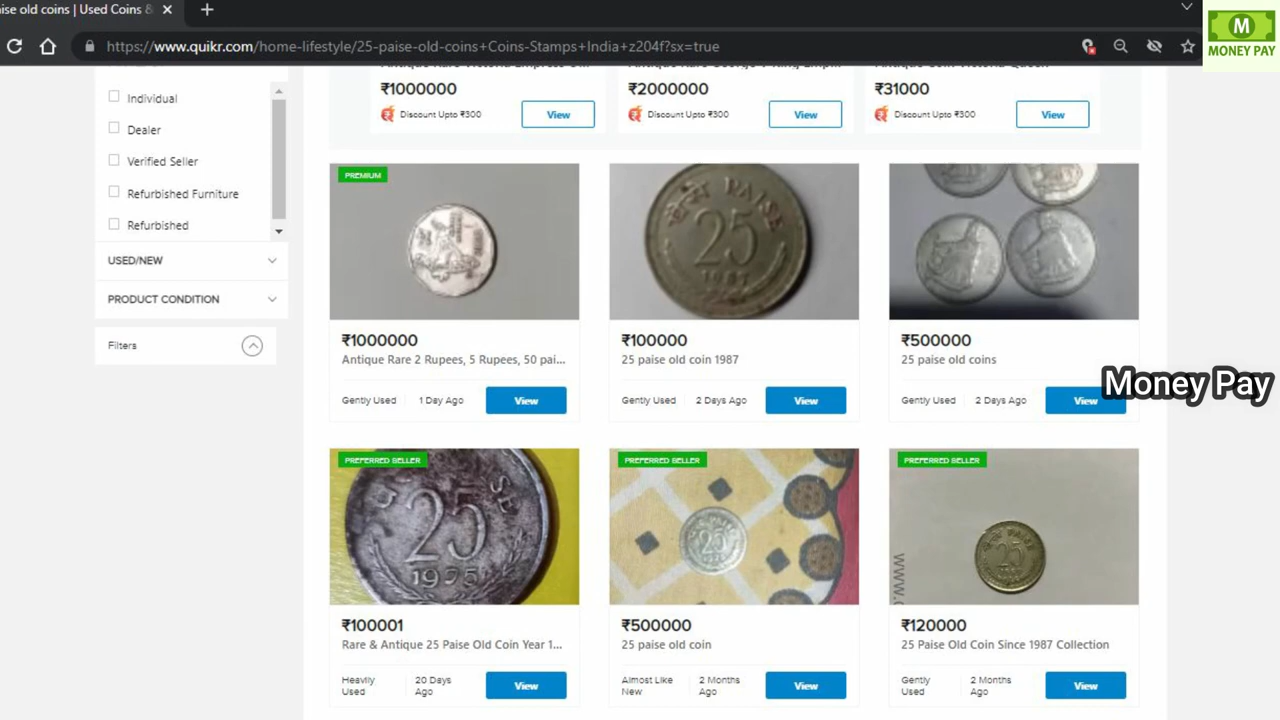 ise old coins | Used Coins &
M
MONEY PAY
https://www.quikr.com/home-lifestyle/25-paise-old-coins+Coins-Stamps+India+z204f?sx=true
Individual
Dealer
Verified Seller
Refurbished Furniture
Refurbished
USED/NEW
PRODUCT CONDITION
Filters
₹1000000
Discount Upto ₹300
View
₹2000000
Discount Upto ₹300
View
₹31000
Discount Upto ₹300
View
PREMIUM
₹1000000
Antique Rare 2 Rupees, 5 Rupees, 50 pai...
Gently Used
1 Day Ago
View
PAISE
25
1987
₹100000
25 paise old coin 1987
Gently Used
2 Days Ago
View
₹500000
25 paise old coins
Gently Used
2 Days Ago
View
Money Pay
PREFERRED SELLER
25
1975
₹100001
Rare & Antique 25 Paise Old Coin Year 1...
Heavily
Used
20 Days
Ago
View
PREFERRED SELLER
25
₹500000
25 paise old coin
Almost Like
New
2 Months
Ago
View
PREFERRED SELLER
25
₹120000
25 Paise Old Coin Since 1987 Collection
Gently
Used
2 Months
Ago
View